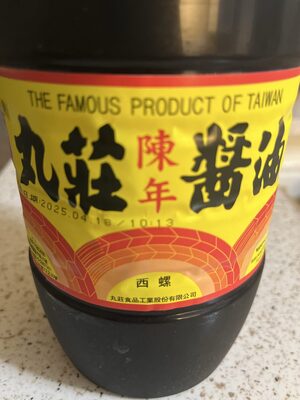 THE FAMOUS PRODUCT OF TAIWAN
丸莊陳年醬油
2025.04.18/10:13
西螺
丸莊食品工業股份有限公司